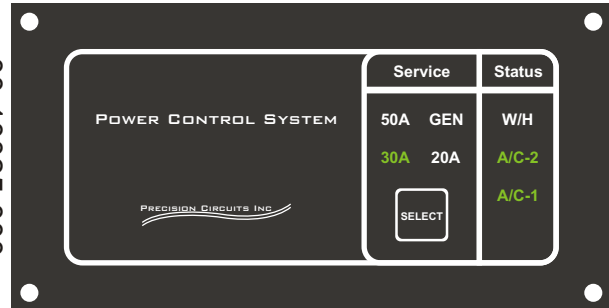 Service
Status
POWER CONTROL SYSTEM
50A GEN
W/H
30A 20A
A/C-2
A/C-1
PRECISION CIRCUITS INC
SELECT